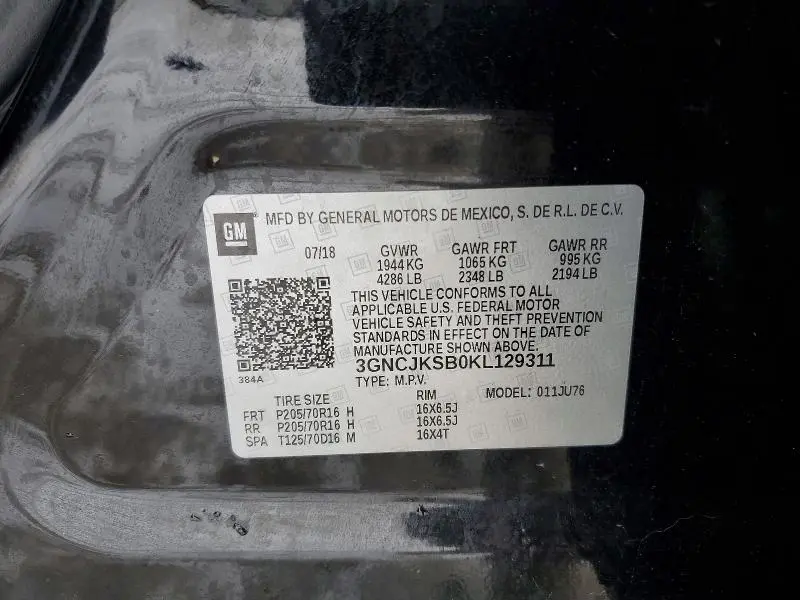 GM
MFD BY GENERAL MOTORS DE MEXICO, S. DE R.L. DE C.V.
07/18 GVWR GAWR FRT GAWR RR
1944 KG 1065 KG 995 KG
4286 LB 2348 LB 2194 LB
THIS VEHICLE CONFORMS TO ALL
APPLICABLE U.S. FEDERAL MOTOR
VEHICLE SAFETY AND THEFT PREVENTION
STANDARDS IN EFFECT ON THE DATE OF
MANUFACTURE SHOWN ABOVE.
3GNCJKSB0KL129311
384A
TYPE: M.P.V. MODEL: 011JU76
TIRE SIZE RIM
FRT P205/70R16 H 16X6.5J
RR P205/70R16 H 16X6.5J
SPA T125/70D16 M 16X4T